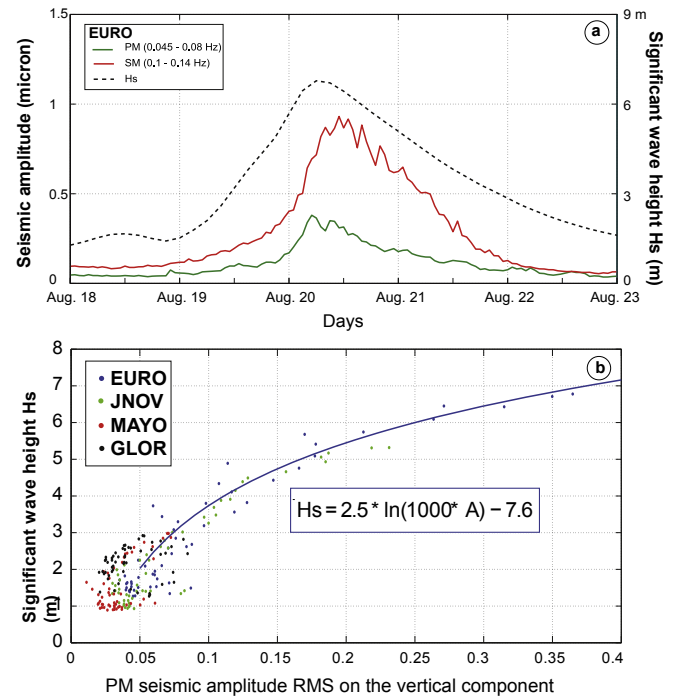 1.5
9 m
EURO
PM (0.045 - 0.08 Hz)
SM (0.1 - 0.14 Hz)
Hs
a
1
6
0.5
3
0
0
Seismic amplitude (micron)
Significant wave height Hs (m)
Aug. 18
Aug. 19
Aug. 20
Aug. 21
Aug. 22
Aug. 23
Days
8
7
6
5
4
3
2
1
0
b
EURO
JNOV
MAYO
GLOR
Hs = 2.5 * ln(1000* A) − 7.6
Significant wave height Hs
(m)
0
0.05
0.1
0.15
0.2
0.25
0.3
0.35
0.4
PM seismic amplitude RMS on the vertical component